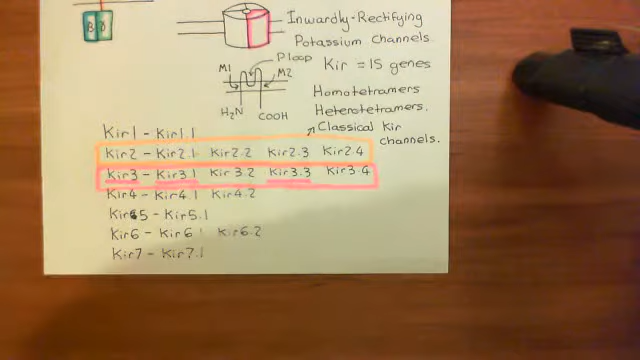 B D
Inwardly-Rectifying
Potassium Channels.
P loop
M1
M2
Kir = 15 genes
H₂N
COOH
Homotetramers
Heterotetramers.
Classical Kir
channels.
Kir1 - Kir1.1
Kir2 - Kir2.1 Kir2.2 Kir2.3 Kir2.4
Kir3 - Kir3.1 Kir3.2 Kir3.3 Kir3.4
Kir4 - Kir4.1 Kir4.2
Kir5 - Kir5.1
Kir6 - Kir6.1 Kir6.2
Kir7 - Kir7.1